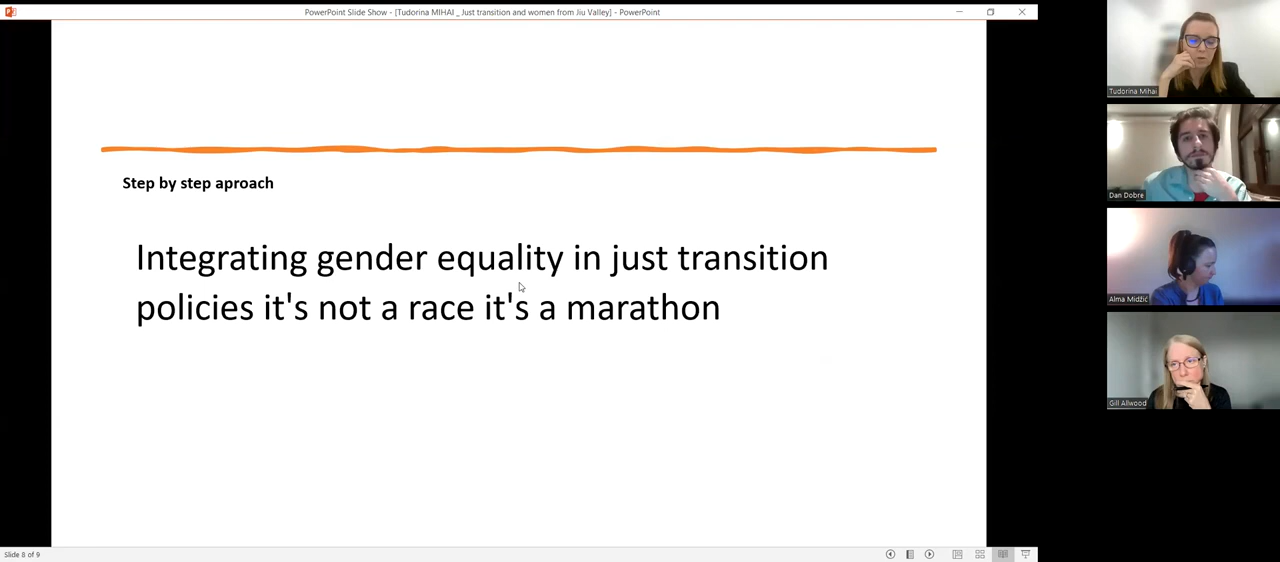 PowerPoint Slide Show - [Tudorina MIHAI _ Just transition and women from Jiu Valley] - PowerPoint
Step by step aproach
Integrating gender equality in just transition
policies it's not a race it's a marathon
Slide 8 of 9
Tudorina Mihai
Dan Dobre
Alma Midžić
Gill Allwood